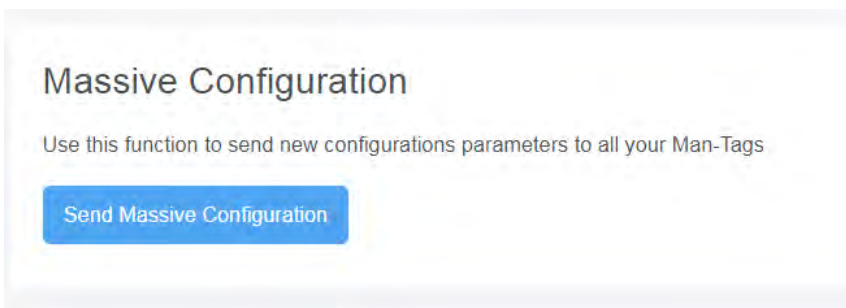 Massive Configuration
Use this function to send new configurations parameters to all your Man-Tags
Send Massive Configuration